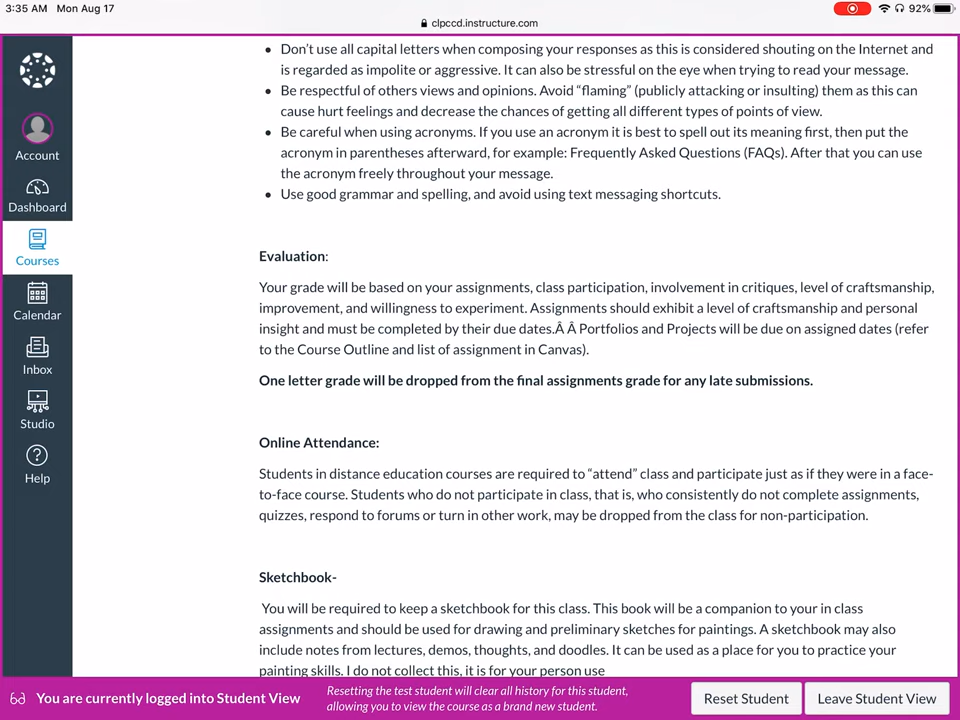 3:35 AM Mon Aug 17
92%
clpccd.instructure.com
Account
Dashboard
Courses
Calendar
Inbox
Studio
Help
• Don't use all capital letters when composing your responses as this is considered shouting on the Internet and
is regarded as impolite or aggressive. It can also be stressful on the eye when trying to read your message.
• Be respectful of others views and opinions. Avoid “flaming” (publicly attacking or insulting) them as this can
cause hurt feelings and decrease the chances of getting all different types of points of view.
• Be careful when using acronyms. If you use an acronym it is best to spell out its meaning first, then put the
acronym in parentheses afterward, for example: Frequently Asked Questions (FAQs). After that you can use
the acronym freely throughout your message.
• Use good grammar and spelling, and avoid using text messaging shortcuts.
Evaluation:
Your grade will be based on your assignments, class participation, involvement in critiques, level of craftsmanship,
improvement, and willingness to experiment. Assignments should exhibit a level of craftsmanship and personal
insight and must be completed by their due dates.Â Â Portfolios and Projects will be due on assigned dates (refer
to the Course Outline and list of assignment in Canvas).
One letter grade will be dropped from the final assignments grade for any late submissions.
Online Attendance:
Students in distance education courses are required to “attend” class and participate just as if they were in a face-
to-face course. Students who do not participate in class, that is, who consistently do not complete assignments,
quizzes, respond to forums or turn in other work, may be dropped from the class for non-participation.
Sketchbook-
You will be required to keep a sketchbook for this class. This book will be a companion to your in class
assignments and should be used for drawing and preliminary sketches for paintings. A sketchbook may also
include notes from lectures, demos, thoughts, and doodles. It can be used as a place for you to practice your
painting skills. I do not collect this, it is for your person use
You are currently logged into Student View
Resetting the test student will clear all history for this student,
allowing you to view the course as a brand new student.
Reset Student
Leave Student View